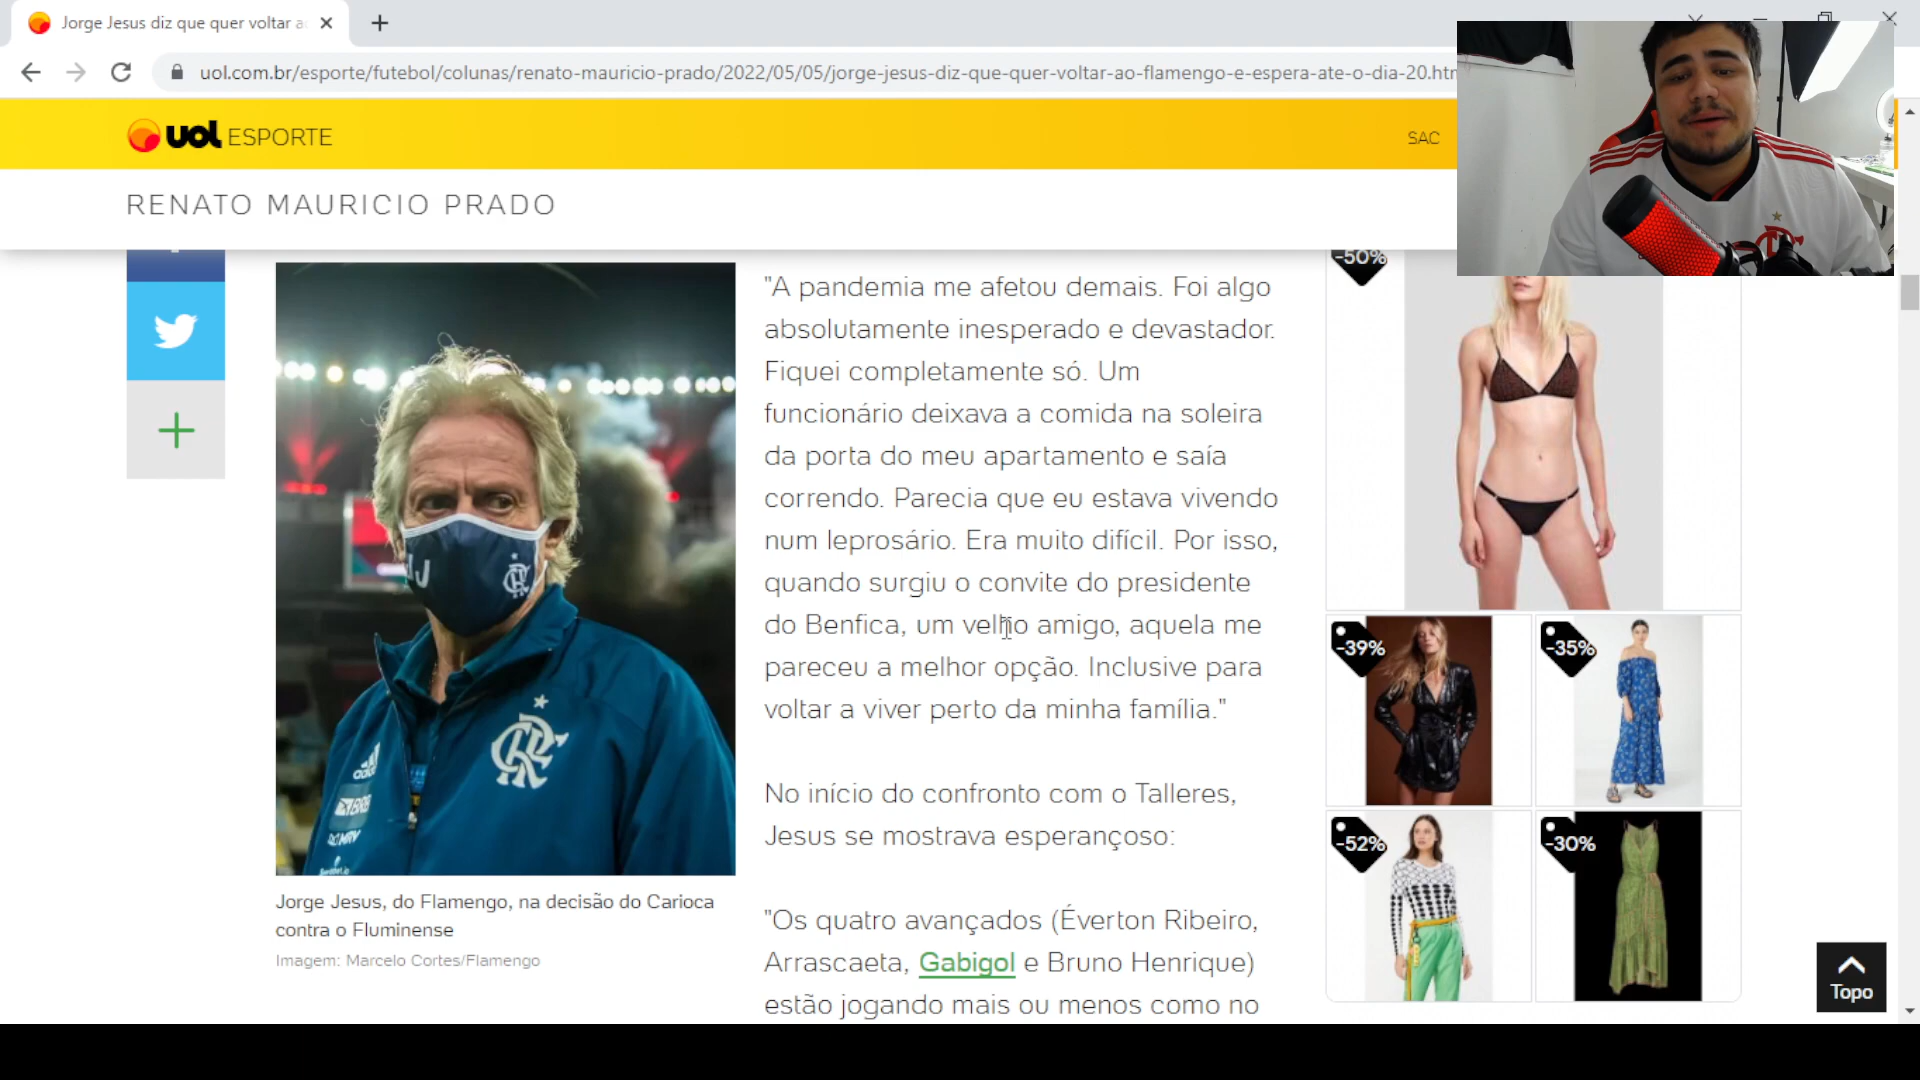 Jorge Jesus diz que quer voltar a
uol.com.br/esporte/futebol/colunas/renato-mauricio-prado/2022/05/05/jorge-jesus-diz-que-quer-voltar-ao-flamengo-e-espera-ate-o-dia-20.htm
uol ESPORTE
SAC
RENATO MAURICIO PRADO
"A pandemia me afetou demais. Foi algo
absolutamente inesperado e devastador.
Fiquei completamente só. Um
funcionário deixava a comida na soleira
da porta do meu apartamento e saía
correndo. Parecia que eu estava vivendo
num leprosário. Era muito difícil. Por isso,
quando surgiu o convite do presidente
do Benfica, um velho amigo, aquela me
pareceu a melhor opção. Inclusive para
voltar a viver perto da minha família."
No início do confronto com o Talleres,
Jesus se mostrava esperançoso:
"Os quatro avançados (Éverton Ribeiro,
Arrascaeta, Gabigol e Bruno Henrique)
estão jogando mais ou menos como no
JJ
CRF
adidas
BRB
MRV
Jorge Jesus, do Flamengo, na decisão do Carioca
contra o Fluminense
Imagem: Marcelo Cortes/Flamengo
-50%
-39%
-35%
-52%
-30%
Topo